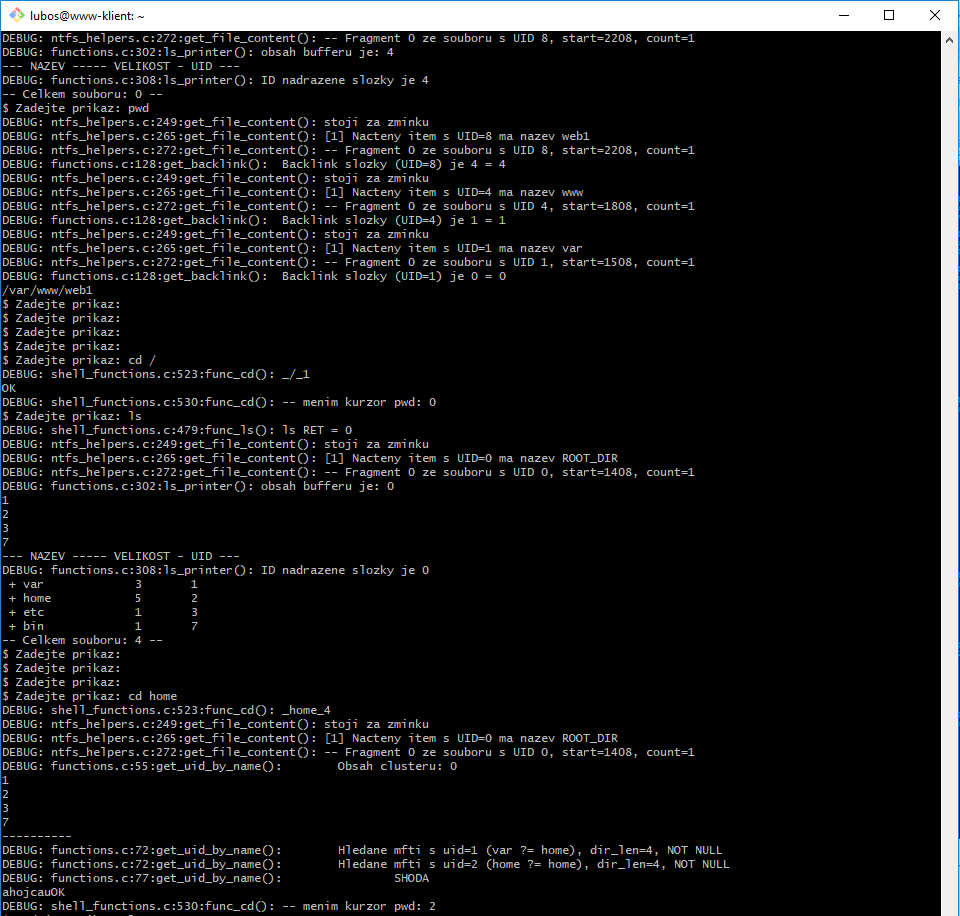 lubos@www-klient: ~
DEBUG: ntfs_helpers.c:272:get_file_content(): -- Fragment 0 ze souboru s UID 8, start=2208, count=1
DEBUG: functions.c:302:ls_printer(): obsah bufferu je: 4
--- NAZEV ----- VELIKOST - UID ---
DEBUG: functions.c:308:ls_printer(): ID nadrazene slozky je 4
-- Celkem souboru: 0 --
$ Zadejte prikaz: pwd
DEBUG: ntfs_helpers.c:249:get_file_content(): stoji za zminku
DEBUG: ntfs_helpers.c:265:get_file_content(): [1] Nacteny item s UID=8 ma nazev web1
DEBUG: ntfs_helpers.c:272:get_file_content(): -- Fragment 0 ze souboru s UID 8, start=2208, count=1
DEBUG: functions.c:128:get_backlink():  Backlink slozky (UID=8) je 4 = 4
DEBUG: ntfs_helpers.c:249:get_file_content(): stoji za zminku
DEBUG: ntfs_helpers.c:265:get_file_content(): [1] Nacteny item s UID=4 ma nazev www
DEBUG: ntfs_helpers.c:272:get_file_content(): -- Fragment 0 ze souboru s UID 4, start=1808, count=1
DEBUG: functions.c:128:get_backlink():  Backlink slozky (UID=4) je 1 = 1
DEBUG: ntfs_helpers.c:249:get_file_content(): stoji za zminku
DEBUG: ntfs_helpers.c:265:get_file_content(): [1] Nacteny item s UID=1 ma nazev var
DEBUG: ntfs_helpers.c:272:get_file_content(): -- Fragment 0 ze souboru s UID 1, start=1508, count=1
DEBUG: functions.c:128:get_backlink():  Backlink slozky (UID=1) je 0 = 0
/var/www/web1
$ Zadejte prikaz:
$ Zadejte prikaz:
$ Zadejte prikaz:
$ Zadejte prikaz:
$ Zadejte prikaz: cd /
DEBUG: shell_functions.c:523:func_cd(): _/_1
OK
DEBUG: shell_functions.c:530:func_cd(): -- menim kurzor pwd: 0
$ Zadejte prikaz: ls
DEBUG: shell_functions.c:479:func_ls(): ls RET = 0
DEBUG: ntfs_helpers.c:249:get_file_content(): stoji za zminku
DEBUG: ntfs_helpers.c:265:get_file_content(): [1] Nacteny item s UID=0 ma nazev ROOT_DIR
DEBUG: ntfs_helpers.c:272:get_file_content(): -- Fragment 0 ze souboru s UID 0, start=1408, count=1
DEBUG: functions.c:302:ls_printer(): obsah bufferu je: 0
1
2
3
7
--- NAZEV ----- VELIKOST - UID ---
DEBUG: functions.c:308:ls_printer(): ID nadrazene slozky je 0
 + var             3       1
 + home            5       2
 + etc             1       3
 + bin             1       7
-- Celkem souboru: 4 --
$ Zadejte prikaz:
$ Zadejte prikaz:
$ Zadejte prikaz:
$ Zadejte prikaz: cd home
DEBUG: shell_functions.c:523:func_cd(): _home_4
DEBUG: ntfs_helpers.c:249:get_file_content(): stoji za zminku
DEBUG: ntfs_helpers.c:265:get_file_content(): [1] Nacteny item s UID=0 ma nazev ROOT_DIR
DEBUG: ntfs_helpers.c:272:get_file_content(): -- Fragment 0 ze souboru s UID 0, start=1408, count=1
DEBUG: functions.c:55:get_uid_by_name():        Obsah clusteru: 0
1
2
3
7
----------
DEBUG: functions.c:72:get_uid_by_name():        Hledane mfti s uid=1 (var ?= home), dir_len=4, NOT NULL
DEBUG: functions.c:72:get_uid_by_name():        Hledane mfti s uid=2 (home ?= home), dir_len=4, NOT NULL
DEBUG: functions.c:77:get_uid_by_name():                SHODA
ahojcauOK
DEBUG: shell_functions.c:530:func_cd(): -- menim kurzor pwd: 2